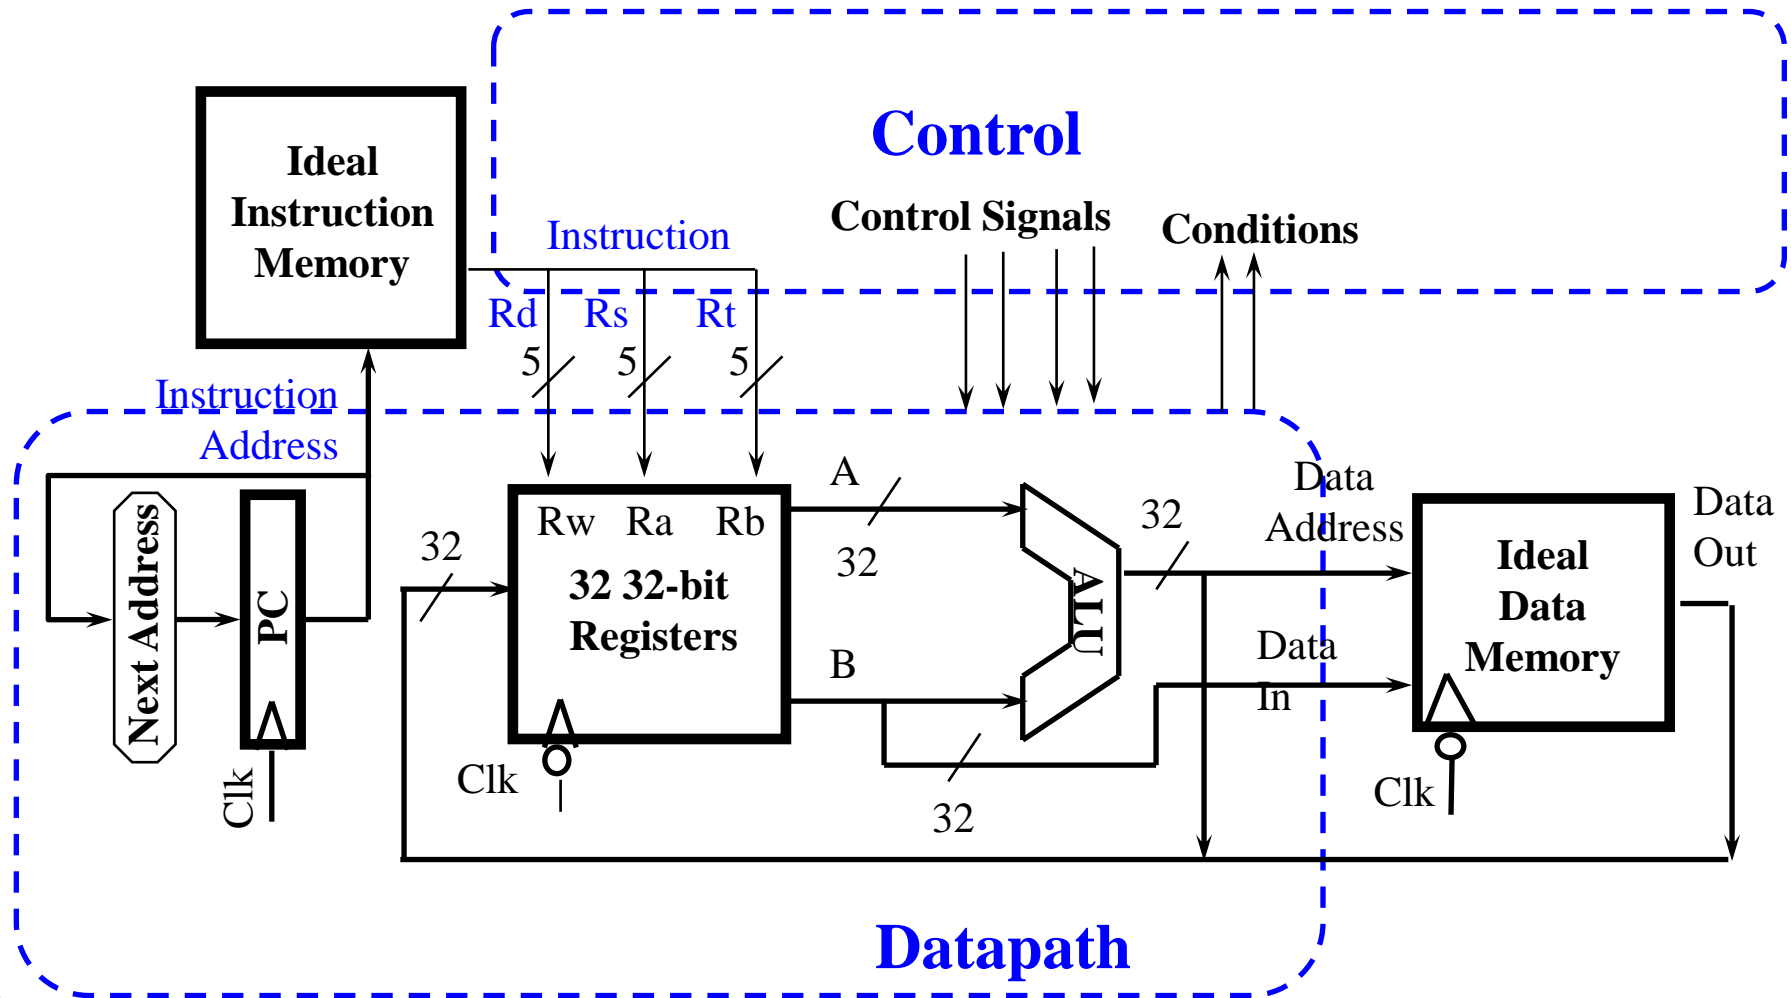 Control
Ideal
Instruction
Memory
Control Signals
Conditions
Instruction
Rd Rs Rt
5 5 5
Instruction
Address
A
Data
Address
Data
Out
32
32
32
Rw Ra Rb
32 32-bit
Registers
Ideal
Data
Memory
Next Address
PC
ALU
B
Data
In
Clk
Clk
Clk
32
Datapath